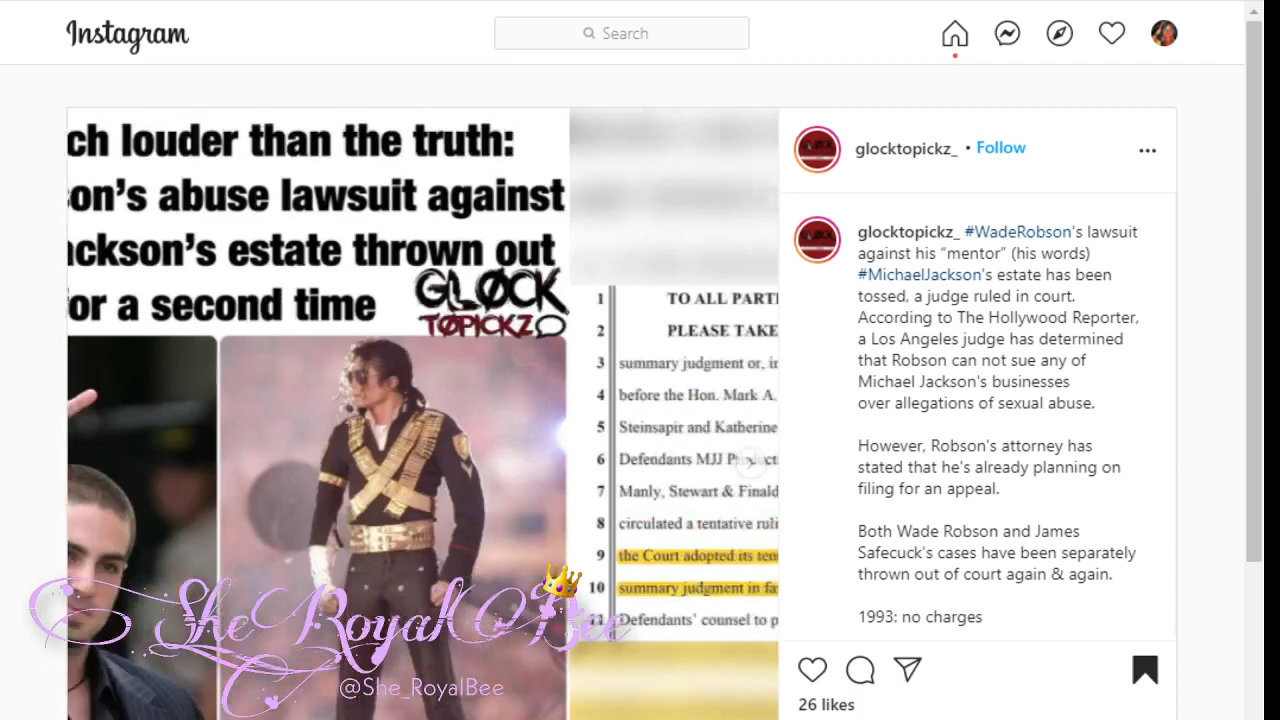 Instagram
Search
glocktopickz_ • Follow
ch louder than the truth:
on's abuse lawsuit against
ackson's estate thrown out
or a second time
GLOCK
TOPICKZ
1 TO ALL PARTI
2 PLEASE TAKE
3 summary judgment or, in
4 before the Hon. Mark A.
5 Steinsapir and Katherine
6 Defendants MJJ Product
7 Manly, Stewart & Finald
8 circulated a tentative ruli
9 the Court adopted its ten
10 summary judgment in fa
11 Defendants' counsel to p
SheRoyalBee
@She_RoyalBee
glocktopickz_ #WadeRobson's lawsuit
against his “mentor” (his words)
#MichaelJackson's estate has been
tossed, a judge ruled in court.
According to The Hollywood Reporter,
a Los Angeles judge has determined
that Robson can not sue any of
Michael Jackson's businesses
over allegations of sexual abuse.
However, Robson's attorney has
stated that he's already planning on
filing for an appeal.
Both Wade Robson and James
Safecuck's cases have been separately
thrown out of court again & again.
1993: no charges
26 likes